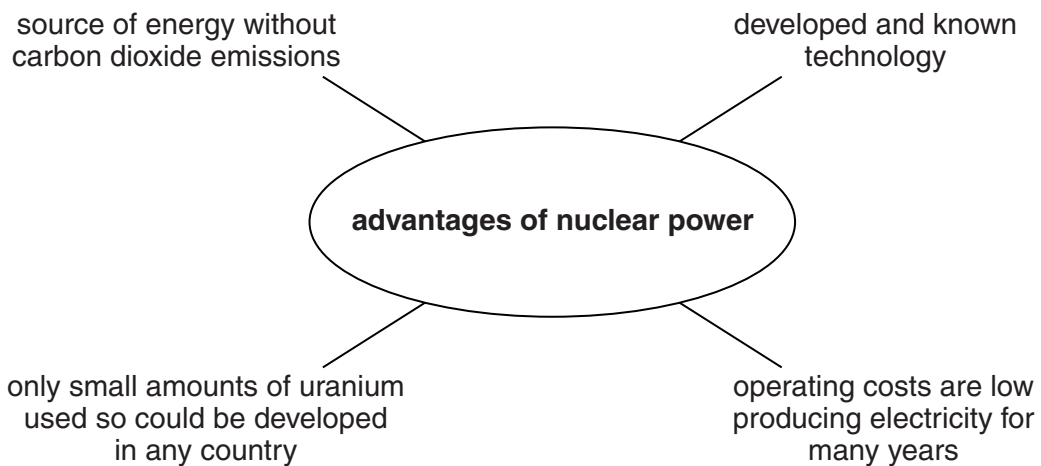 source of energy without
carbon dioxide emissions
developed and known
technology
advantages of nuclear power
only small amounts of uranium
used so could be developed
in any country
operating costs are low
producing electricity for
many years